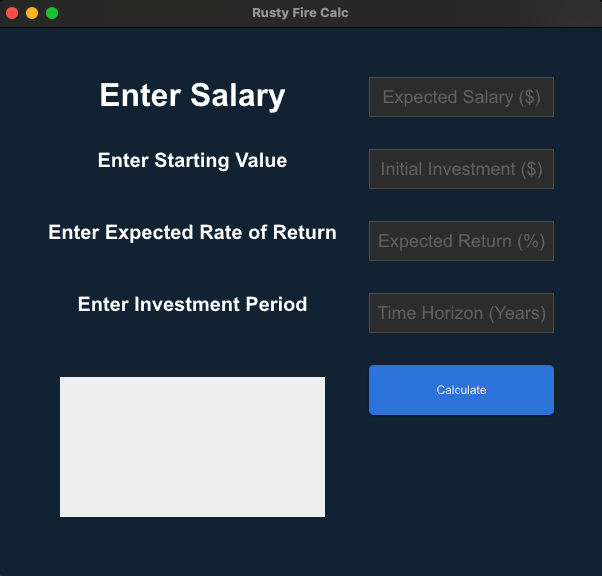 Rusty Fire Calc
Enter Salary
Expected Salary ($)
Enter Starting Value
Initial Investment ($)
Enter Expected Rate of Return
Expected Return (%)
Enter Investment Period
Time Horizon (Years)
Calculate